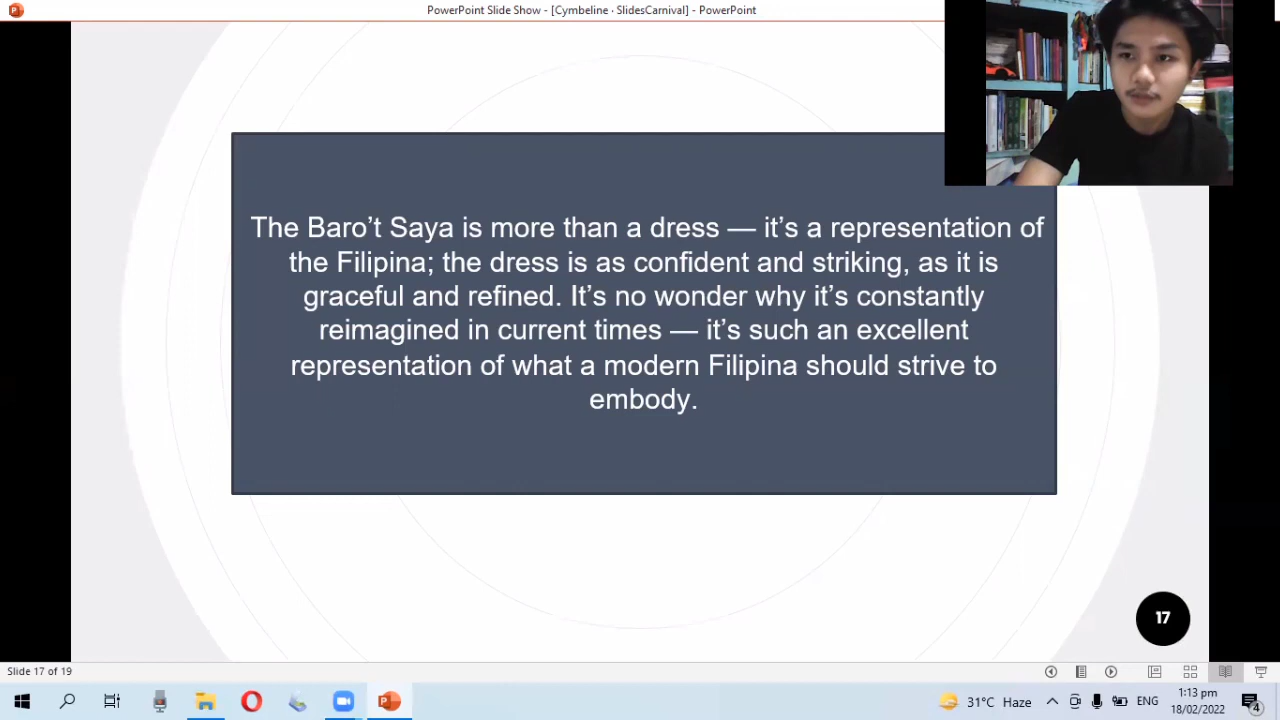 PowerPoint Slide Show - [Cymbeline · SlidesCarnival] - PowerPoint
The Baro’t Saya is more than a dress — it’s a representation of
the Filipina; the dress is as confident and striking, as it is
graceful and refined. It’s no wonder why it’s constantly
reimagined in current times — it’s such an excellent
representation of what a modern Filipina should strive to
embody.
17
Slide 17 of 19
31°C Haze
ENG
1:13 pm
18/02/2022
4